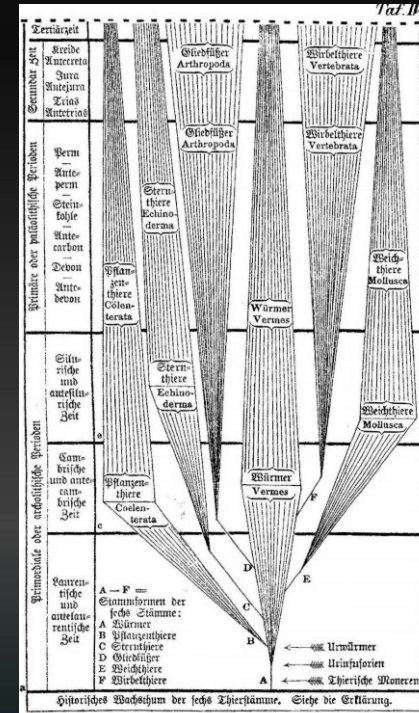 Taf. IV
Tertiärzeit
Secundär Zeit
Kreide
Antecreta
Jura
Antejura
Trias
Antetrias
Primäre oder paläolithische Perioden
Perm
—
Ante-
perm
—
Stein-
kohle
—
Ante-
carbon
—
Devon
—
Ante-
devon
Primordiale oder archolithische Perioden
Silu-
rische
und
antesilu-
rische
Zeit
e
Cam-
brische
und ante-
cam-
brische
Zeit
c
Lauren-
tische
und
antelau-
rentische
Zeit
a
Gliedfüßer
Arthropoda
Wirbelthiere
Vertebrata
Gliedfüßer
Arthropoda
Wirbelthiere
Vertebrata
Stern-
thiere
Echino-
derma
Pflan-
zen-
thiere
Cölen-
terata
Würmer
Vermes
Weich-
thiere
Mollusca
Stern-
thiere
Echino-
derma
Weichthiere
Mollusca
Pflanzen-
thiere
Coelen-
terata
Würmer
Vermes
F
D
E
C
B
A
A — F =
Stammformen der
sechs Stämme:
A Würmer
B Pflanzenthiere
C Sternthiere
D Gliedfüßer
E Weichthiere
F Wirbelthiere
Urwürmer
Urinfusorien
Thierische Moneren
Historisches Wachsthum der sechs Thierstämme. Siehe die Erklärung.